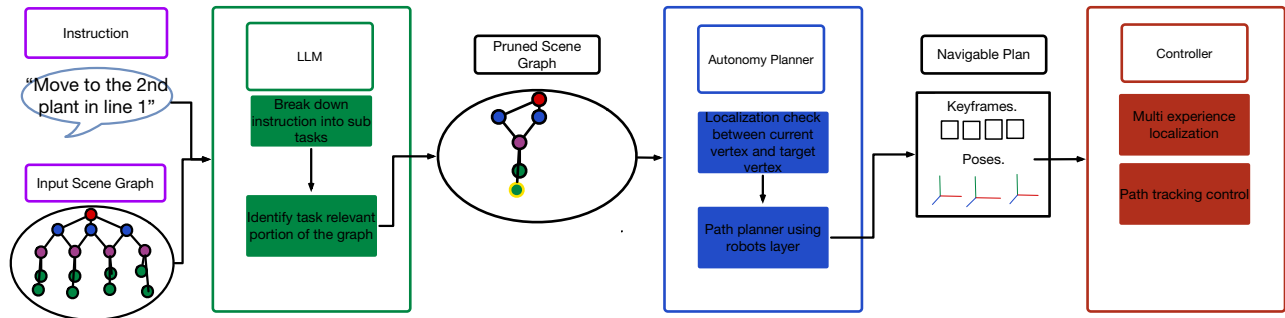 Instruction
“Move to the 2nd
plant in line 1”
Input Scene Graph
LLM
Break down
instruction into sub
tasks
Identify task relevant
portion of the graph
Pruned Scene
Graph
Autonomy Planner
Localization check
between current
vertex and target
vertex
Path planner using
robots layer
Navigable Plan
Keyframes.
Poses.
Controller
Multi experience
localization
Path tracking control